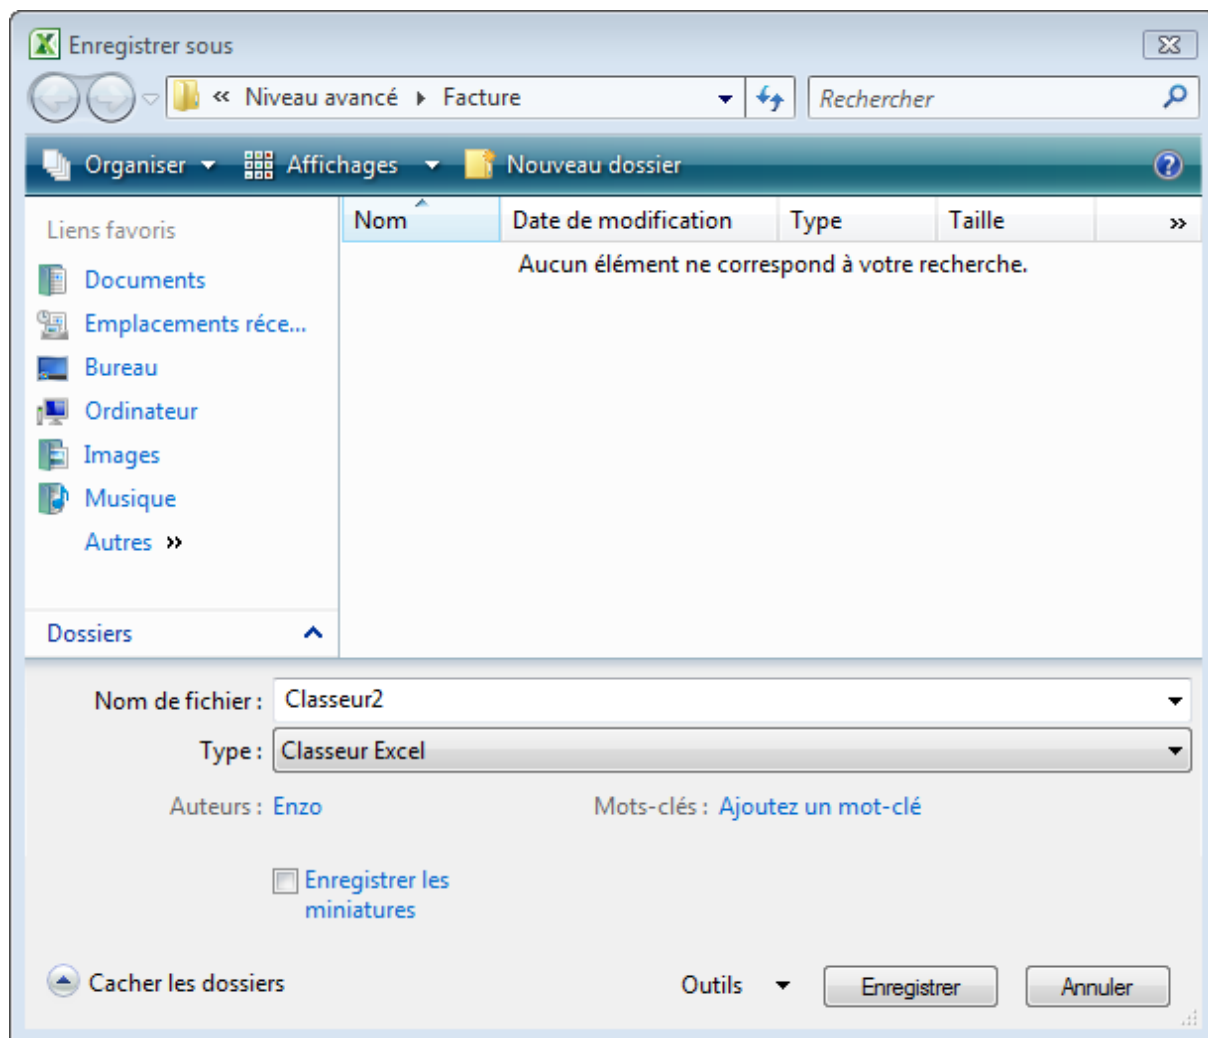 Enregistrer sous
« Niveau avancé Facture
Rechercher
Organiser Affichages Nouveau dossier
Liens favoris
Nom Date de modification Type Taille »
Aucun élément ne correspond à votre recherche.
Documents
Emplacements réce...
Bureau
Ordinateur
Images
Musique
Autres »
Dossiers
Nom de fichier : Classeur2
Type : Classeur Excel
Auteurs : Enzo Mots-clés : Ajoutez un mot-clé
Enregistrer les
miniatures
Cacher les dossiers Outils Enregistrer Annuler